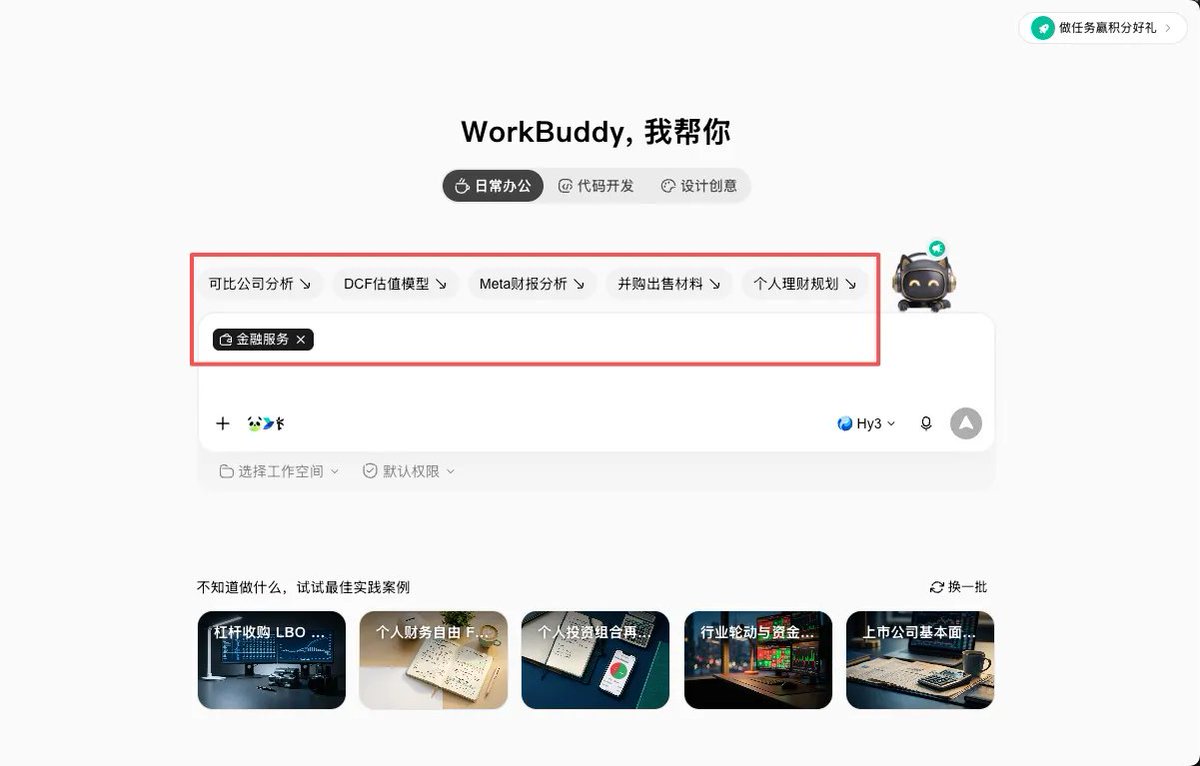 做任务赢积分好礼
WorkBuddy, 我帮你
日常办公 代码开发 设计创意
可比公司分析 DCF估值模型 Meta财报分析 并购出售材料 个人理财规划
金融服务
Hy3
选择工作空间 默认权限
不知道做什么，试试最佳实践案例 换一批
杠杆收购 LBO ... 个人财务自由 F... 个人投资组合再... 行业轮动与资金... 上市公司基本面...